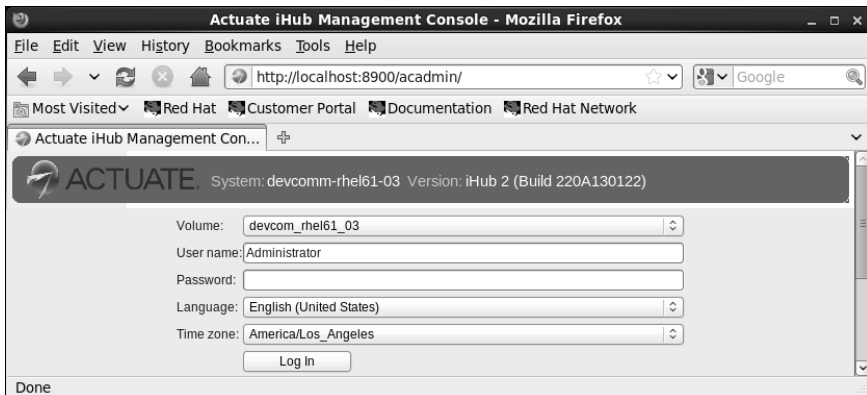 Actuate iHub Management Console - Mozilla Firefox
File Edit View History Bookmarks Tools Help
http://localhost:8900/acadmin/ Google
Most Visited Red Hat Customer Portal Documentation Red Hat Network
Actuate iHub Management Con...
ACTUATE. System: devcomm-rhel61-03 Version: iHub 2 (Build 220A130122)
Volume: devcom_rhel61_03
User name: Administrator
Password:
Language: English (United States)
Time zone: America/Los_Angeles
Log In
Done